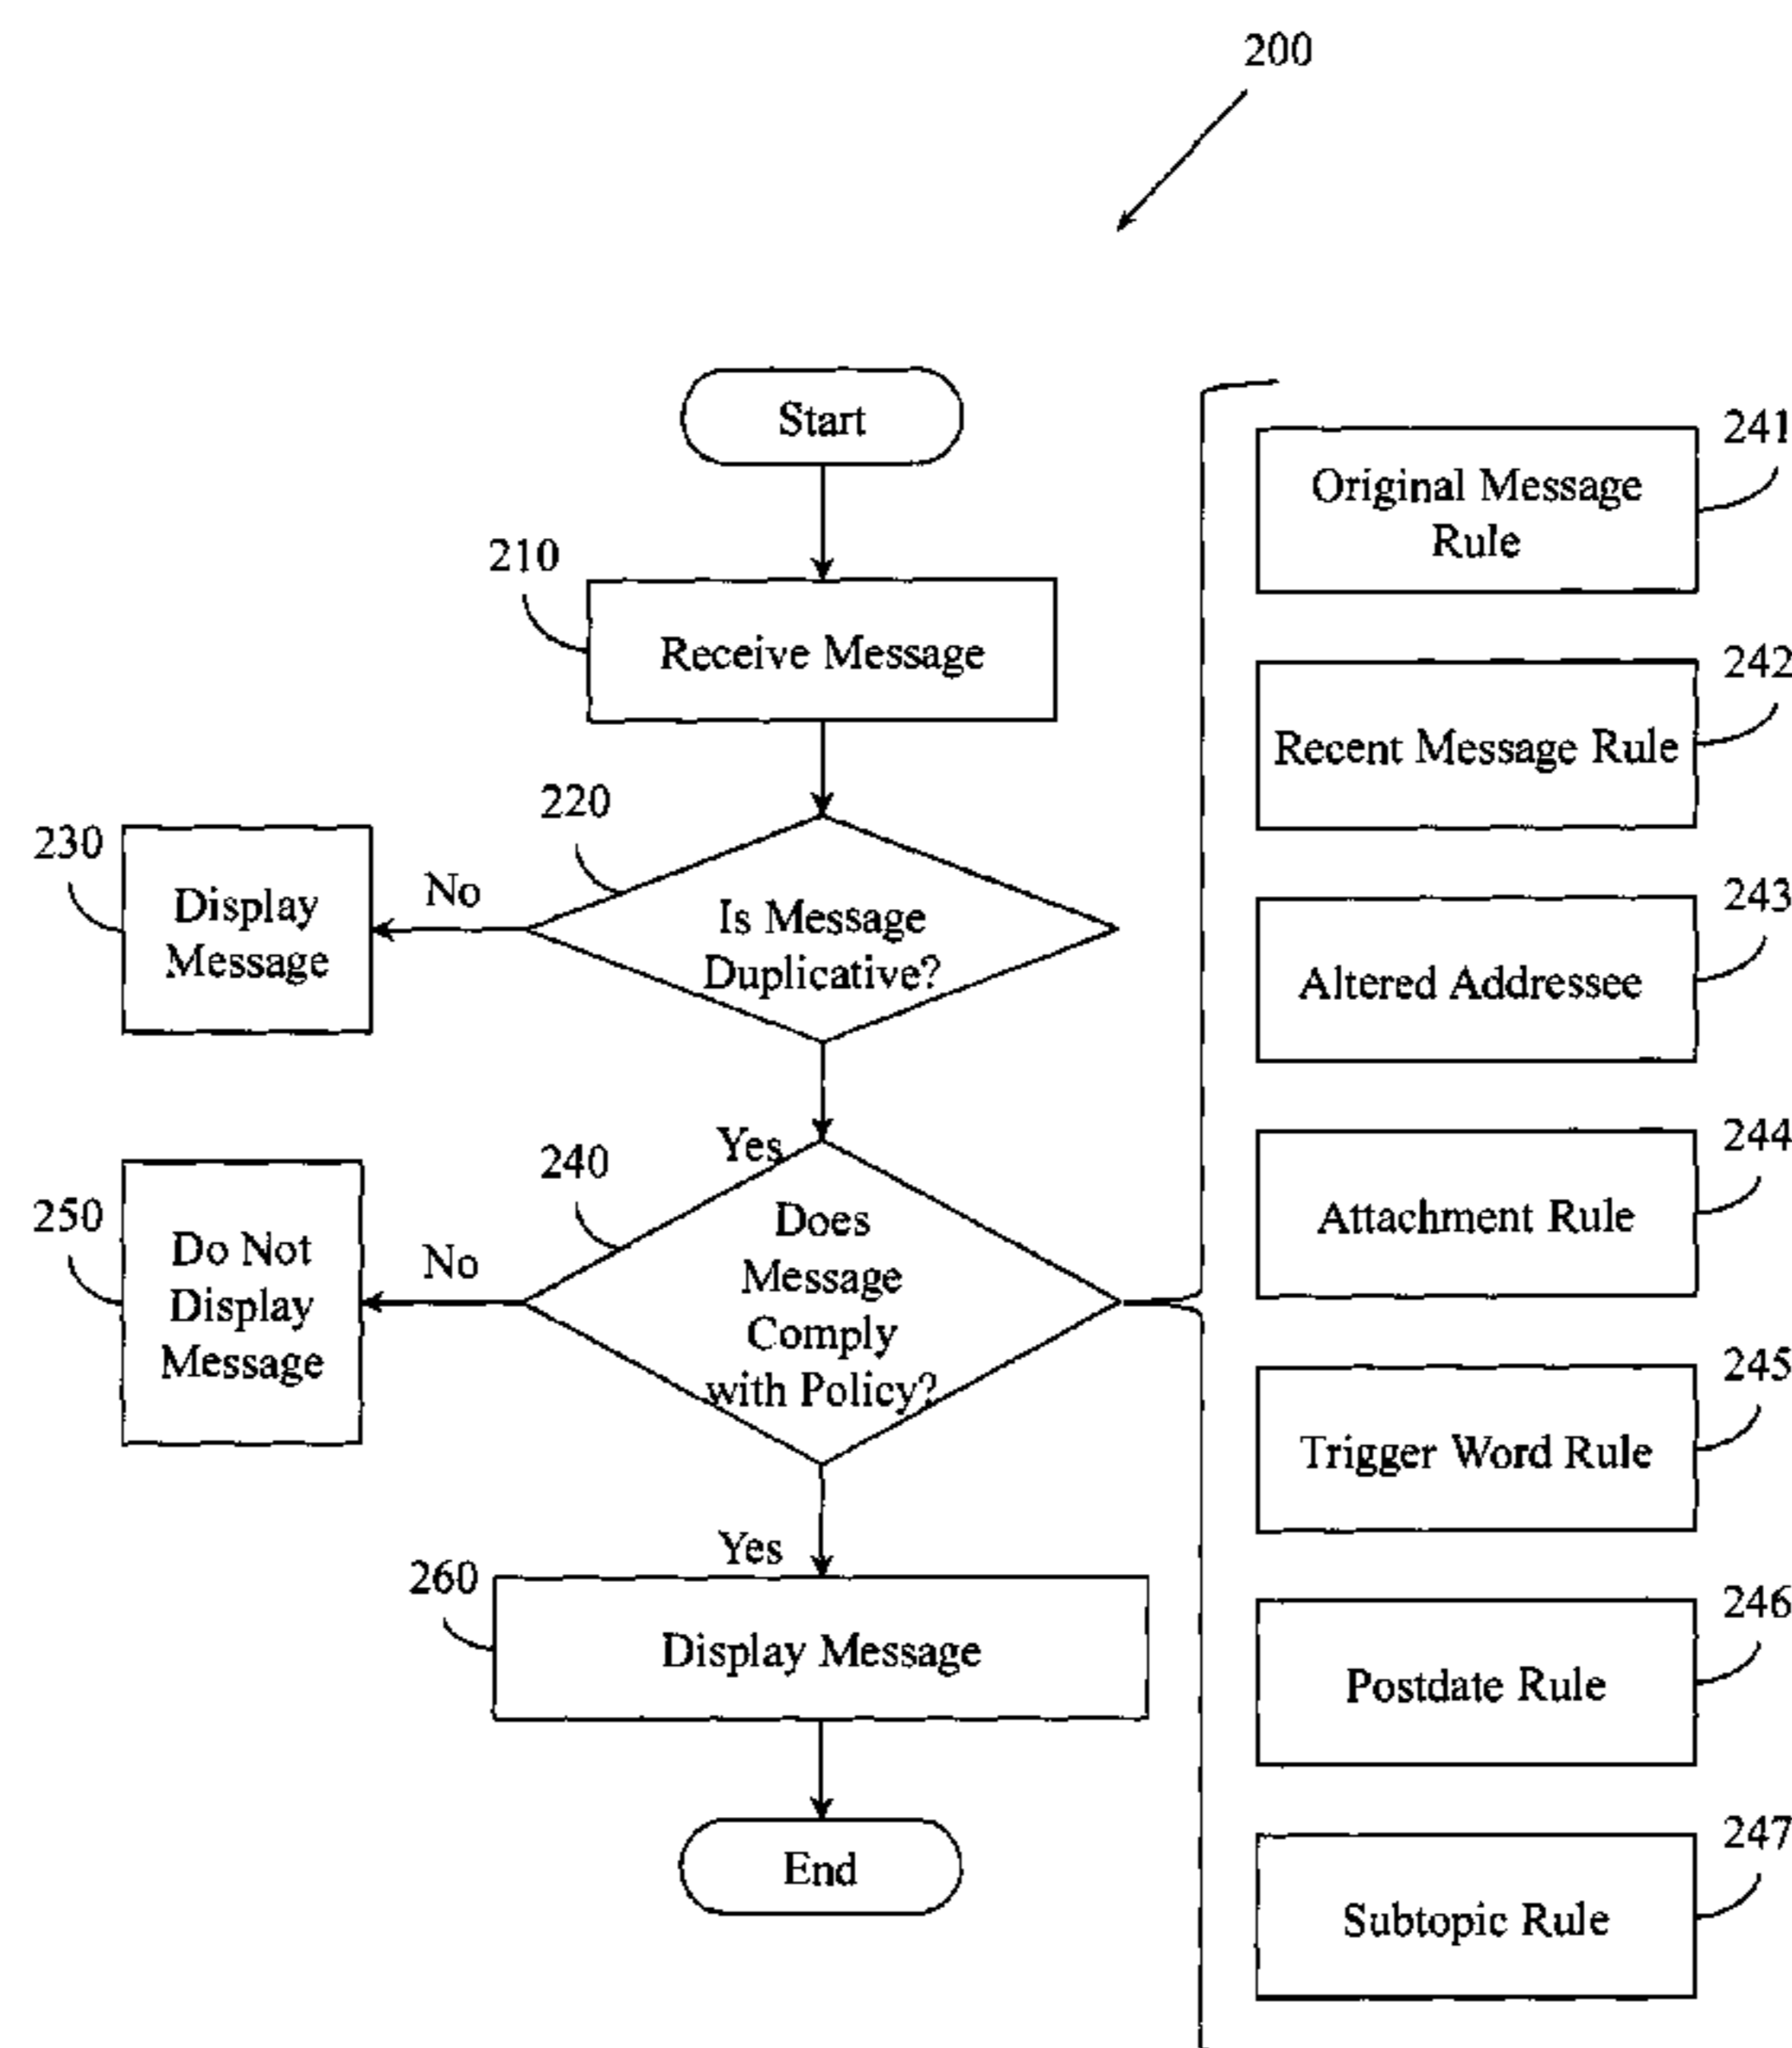 200
Start
210
Receive Message
220
Is Message
Duplicative?
No
230
Display
Message
Yes
240
Does
Message
Comply
with Policy?
No
250
Do Not
Display
Message
Yes
260
Display Message
End
241
Original Message
Rule
242
Recent Message Rule
243
Altered Addressee
244
Attachment Rule
245
Trigger Word Rule
246
Postdate Rule
247
Subtopic Rule